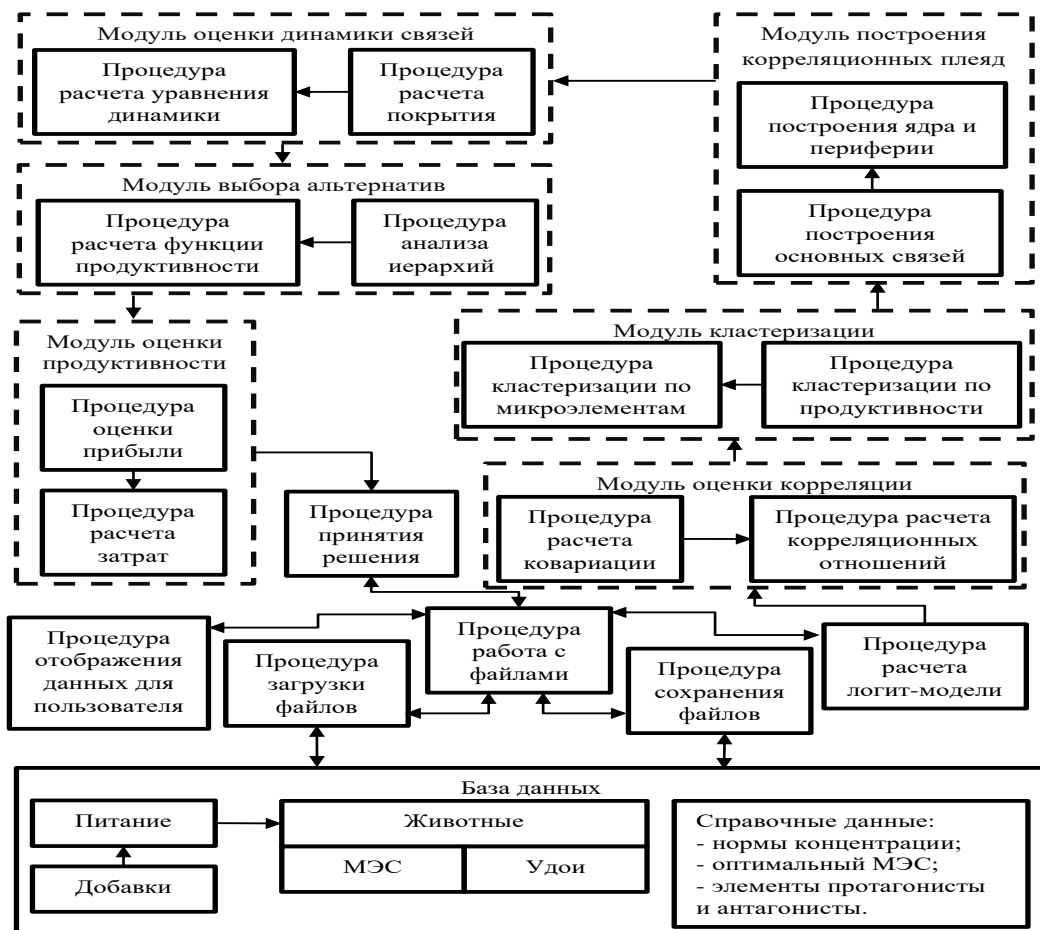 Модуль оценки динамики связей
Процедура
расчета уравнения
динамики
Процедура
расчета
покрытия
Модуль построения
корреляционных плеяд
Процедура
построения ядра и
периферии
Процедура
построения
основных связей
Модуль выбора альтернатив
Процедура
расчета функции
продуктивности
Процедура
анализа
иерархий
Модуль оценки
продуктивности
Процедура
оценки
прибыли
Процедура
расчета
затрат
Модуль кластеризации
Процедура
кластеризации по
микроэлементам
Процедура
кластеризации по
продуктивности
Процедура
принятия
решения
Модуль оценки корреляции
Процедура
расчета
ковариации
Процедура расчета
корреляционных
отношений
Процедура
отображения
данных для
пользователя
Процедура
загрузки
файлов
Процедура
работа с
файлами
Процедура
сохранения
файлов
Процедура
расчета
логит-модели
База данных
Питание
Добавки
Животные
МЭС
Удои
Справочные данные:
- нормы концентрации;
- оптимальный МЭС;
- элементы протагонисты
и антагонисты.